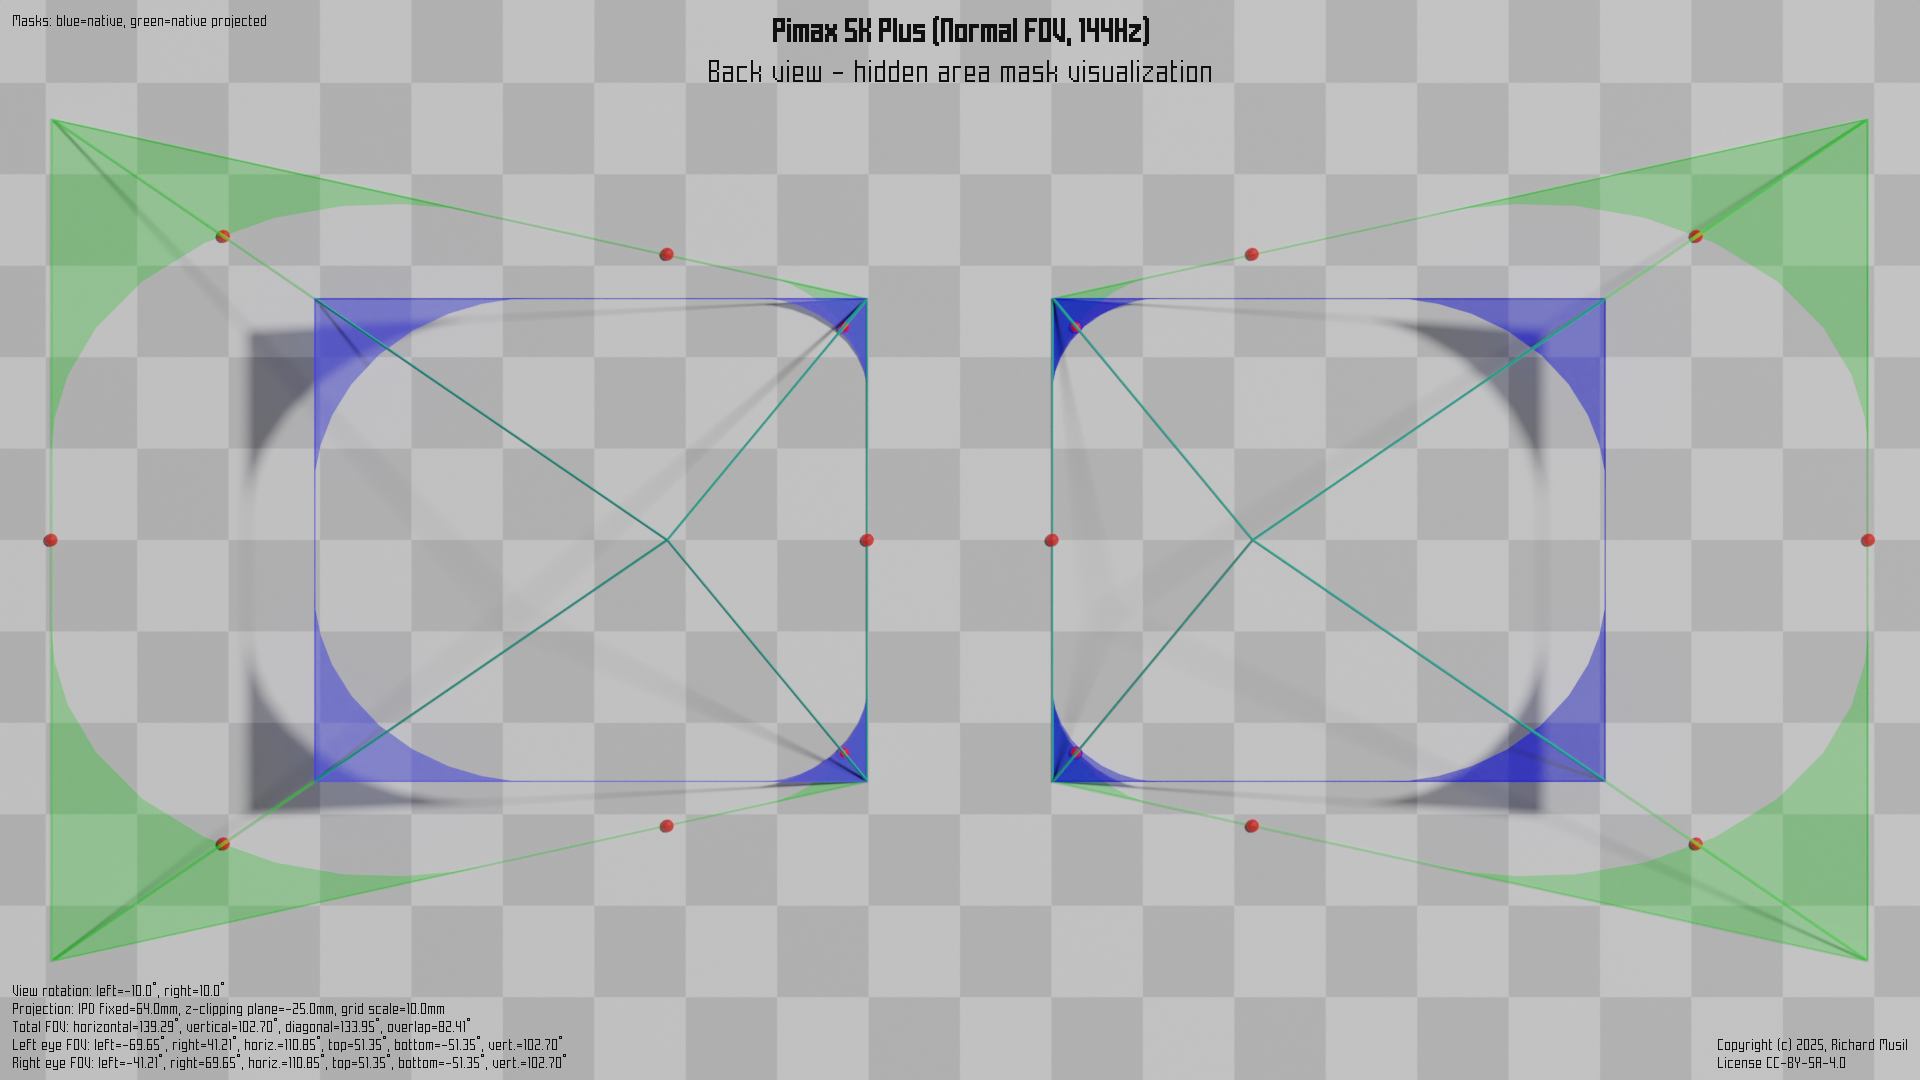 Masks: blue=native, green=native projected
Pimax 5K Plus (Normal FOV, 144Hz)
Back view - hidden area mask visualization
View rotation: left=-10.0°, right=10.0°
Projection: IPD fixed=64.0mm, z-clipping plane=-25.0mm, grid scale=10.0mm
Total FOV: horizontal=139.29°, vertical=102.70°, diagonal=133.95°, overlap=82.41°
Left eye FOV: left=-69.65°, right=41.21°, horiz.=110.85°, top=51.35°, bottom=-51.35°, vert.=102.70°
Right eye FOV: left=-41.21°, right=69.65°, horiz.=110.85°, top=51.35°, bottom=-51.35°, vert.=102.70°
Copyright (c) 2025, Richard Musil
License CC-BY-SA-4.0